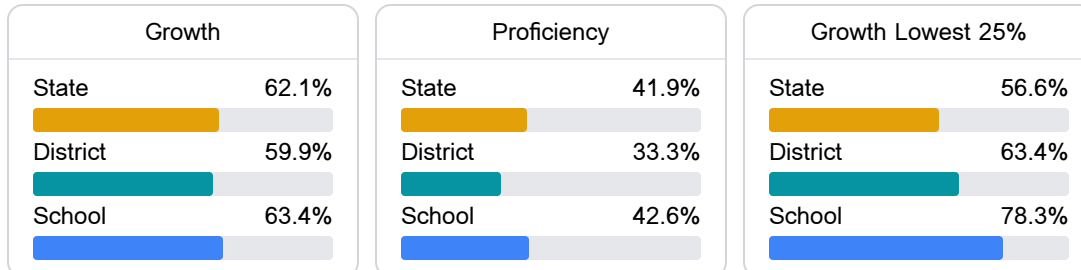 Growth
State 62.1%
District 59.9%
School 63.4%
Proficiency
State 41.9%
District 33.3%
School 42.6%
Growth Lowest 25%
State 56.6%
District 63.4%
School 78.3%